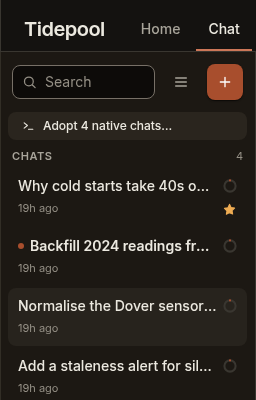 Tidepool Home Chat
Search
Adopt 4 native chats...
CHATS 4
Why cold starts take 40s o...
19h ago
Backfill 2024 readings fr...
19h ago
Normalise the Dover sensor...
19h ago
Add a staleness alert for sil...
19h ago